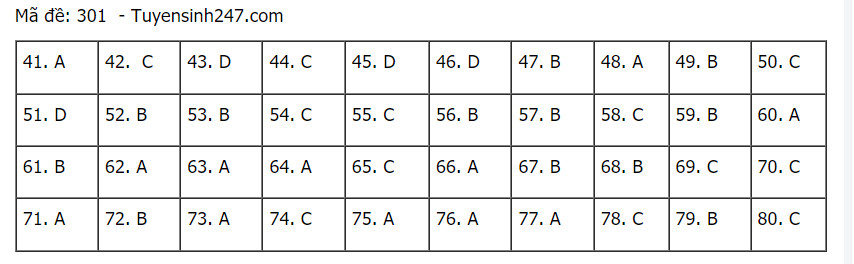 Mã đề: 301 - Tuyensinh247.com
41. A 42. C 43. D 44. C 45. D 46. D 47. B 48. A 49. B 50. C
51. D 52. B 53. B 54. C 55. C 56. B 57. B 58. C 59. B 60. A
61. B 62. A 63. A 64. A 65. C 66. A 67. B 68. B 69. C 70. C
71. A 72. B 73. A 74. C 75. A 76. A 77. A 78. C 79. B 80. C